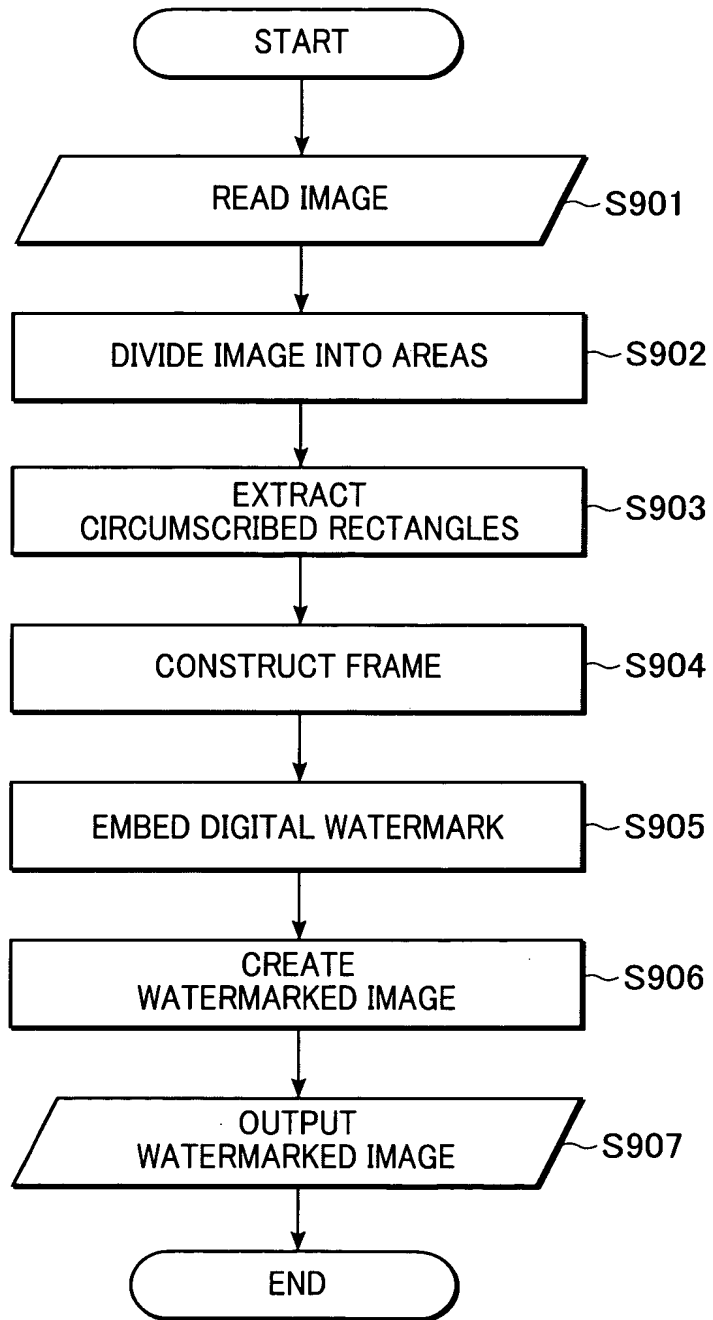 START
READ IMAGE
S901
DIVIDE IMAGE INTO AREAS
S902
EXTRACT
CIRCUMSCRIBED RECTANGLES
S903
CONSTRUCT FRAME
S904
EMBED DIGITAL WATERMARK
S905
CREATE
WATERMARKED IMAGE
S906
OUTPUT
WATERMARKED IMAGE
S907
END